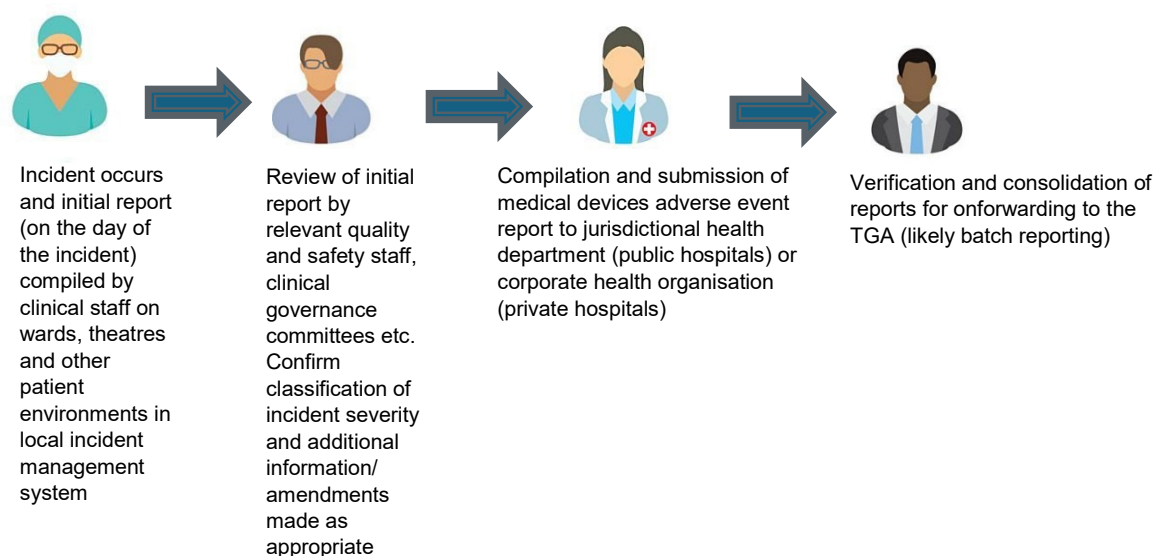 Incident occurs
and initial report
(on the day of
the incident)
compiled by
clinical staff on
wards, theatres
and other
patient
environments in
local incident
management
system
Review of initial
report by
relevant quality
and safety staff,
clinical
governance
committees etc.
Confirm
classification of
incident severity
and additional
information/
amendments
made as
appropriate
Compilation and submission of
medical devices adverse event
report to jurisdictional health
department (public hospitals) or
corporate health organisation
(private hospitals)
Verification and consolidation of
reports for onforwarding to the
TGA (likely batch reporting)